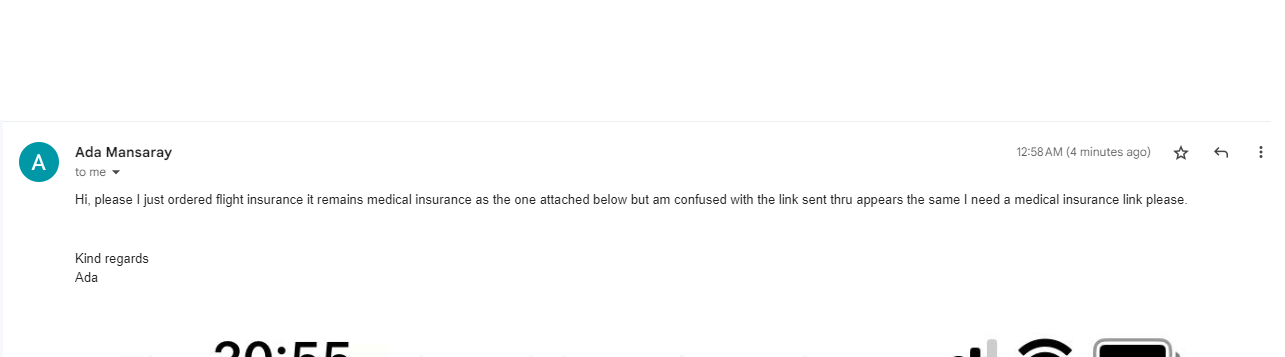 A
Ada Mansaray
12:58 AM (4 minutes ago)
to me
Hi, please I just ordered flight insurance it remains medical insurance as the one attached below but am confused with the link sent thru appears the same I need a medical insurance link please.
Kind regards
Ada
20:55